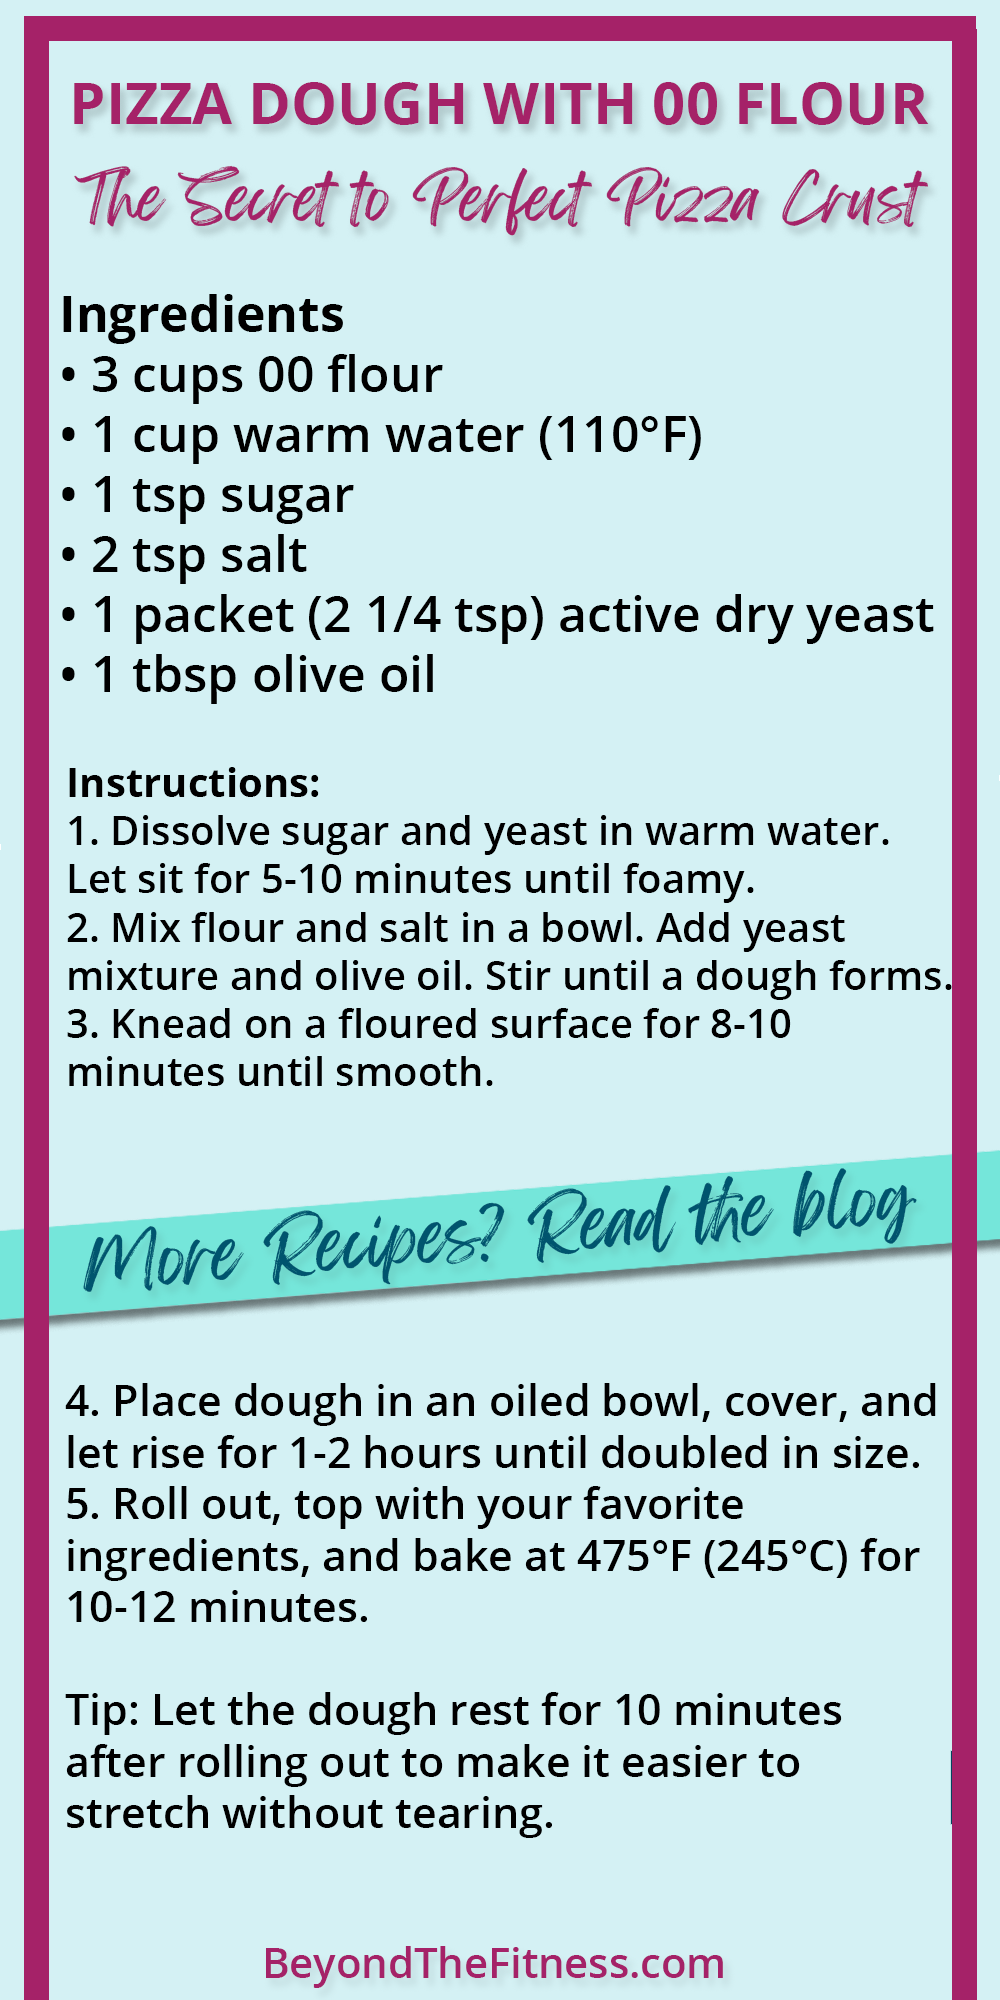 PIZZA DOUGH WITH 00 FLOUR
The Secret to Perfect Pizza Crust
Ingredients
• 3 cups 00 flour
• 1 cup warm water (110°F)
• 1 tsp sugar
• 2 tsp salt
• 1 packet (2 1/4 tsp) active dry yeast
• 1 tbsp olive oil
Instructions:
1. Dissolve sugar and yeast in warm water.
Let sit for 5-10 minutes until foamy.
2. Mix flour and salt in a bowl. Add yeast
mixture and olive oil. Stir until a dough forms.
3. Knead on a floured surface for 8-10
minutes until smooth.
More Recipes? Read the blog
4. Place dough in an oiled bowl, cover, and
let rise for 1-2 hours until doubled in size.
5. Roll out, top with your favorite
ingredients, and bake at 475°F (245°C) for
10-12 minutes.
Tip: Let the dough rest for 10 minutes
after rolling out to make it easier to
stretch without tearing.
BeyondTheFitness.com